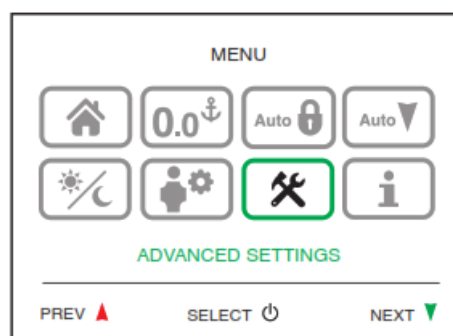 MENU
0.0 Auto Auto
ADVANCED SETTINGS
PREV SELECT NEXT